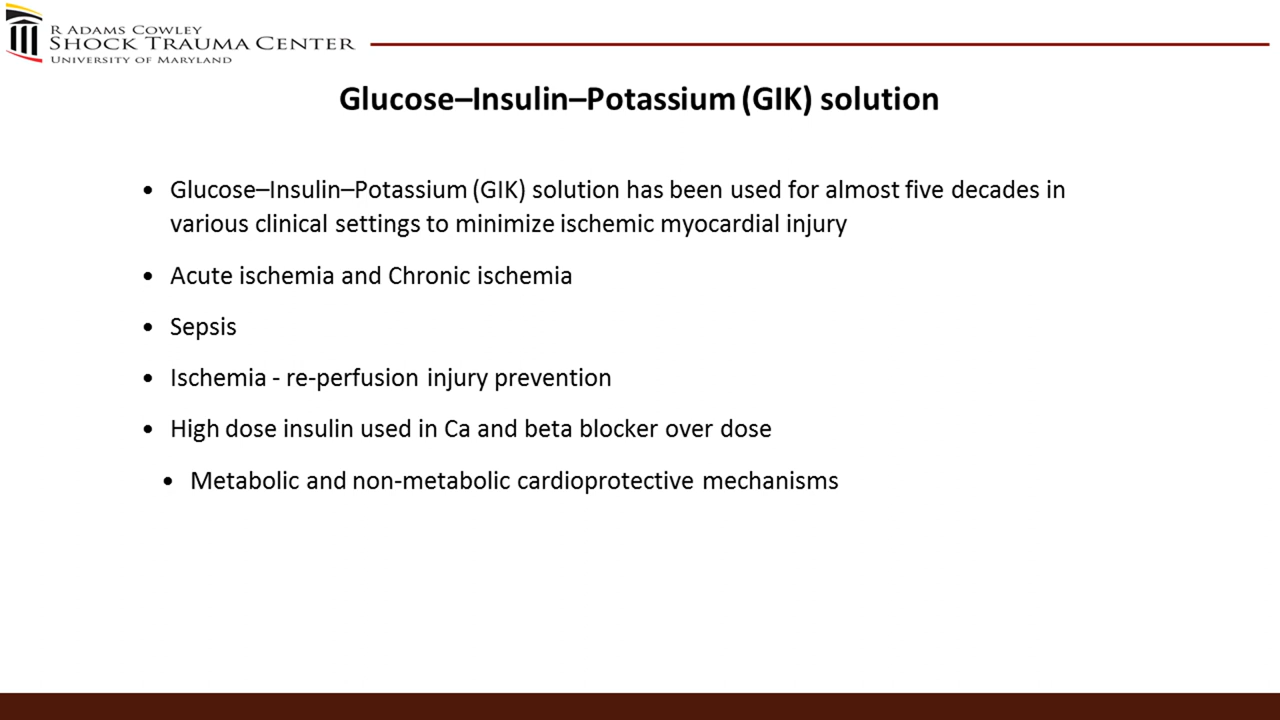 R ADAMS COWLEY
SHOCK TRAUMA CENTER
UNIVERSITY OF MARYLAND
Glucose–Insulin–Potassium (GIK) solution
• Glucose–Insulin–Potassium (GIK) solution has been used for almost five decades in
various clinical settings to minimize ischemic myocardial injury
• Acute ischemia and Chronic ischemia
• Sepsis
• Ischemia - re-perfusion injury prevention
• High dose insulin used in Ca and beta blocker over dose
• Metabolic and non-metabolic cardioprotective mechanisms